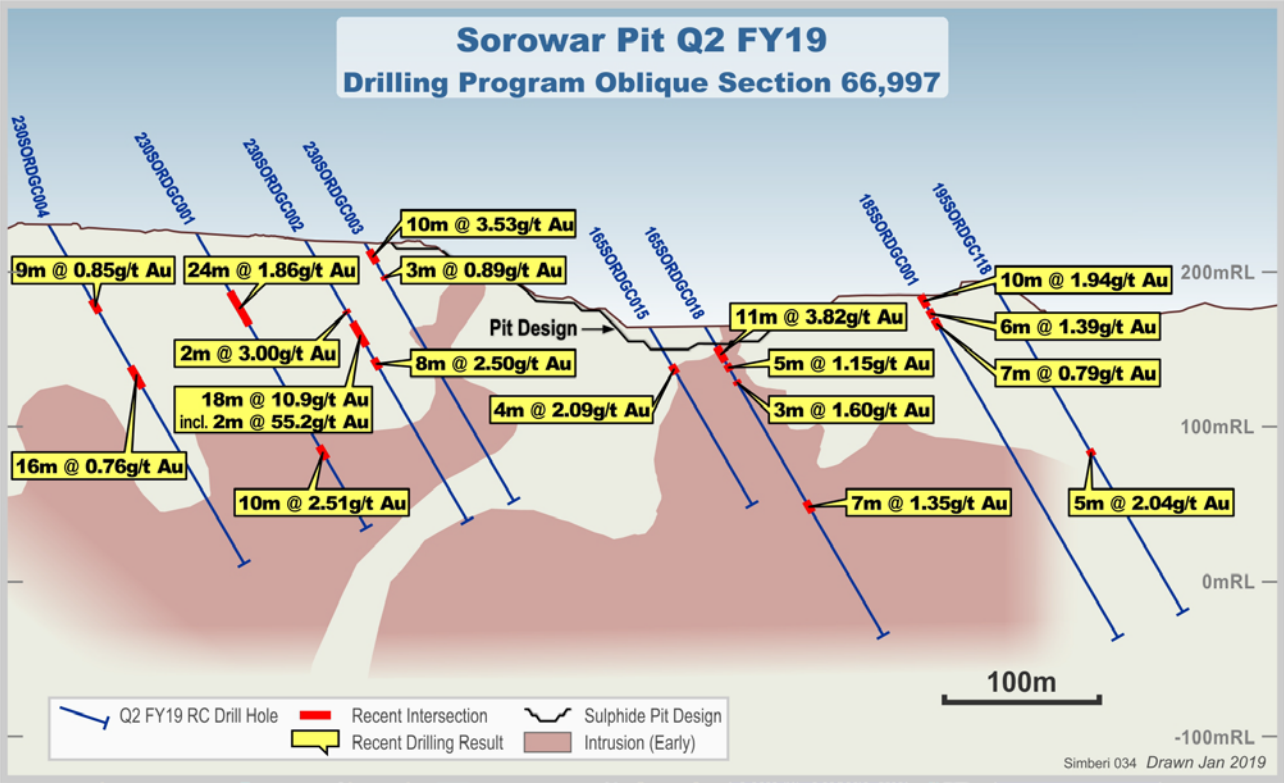 Sorowar Pit Q2 FY19
Drilling Program Oblique Section 66,997
230SORDGC004
230SORDGC001
230SORDGC002
230SORDGC003
165SORDGC015
165SORDGC018
185SORDGC001
195SORDGC118
10m @ 3.53g/t Au
9m @ 0.85g/t Au
24m @ 1.86g/t Au
3m @ 0.89g/t Au
200mRL
10m @ 1.94g/t Au
Pit Design
11m @ 3.82g/t Au
6m @ 1.39g/t Au
2m @ 3.00g/t Au
8m @ 2.50g/t Au
5m @ 1.15g/t Au
7m @ 0.79g/t Au
18m @ 10.9g/t Au
incl. 2m @ 55.2g/t Au
4m @ 2.09g/t Au
3m @ 1.60g/t Au
100mRL
16m @ 0.76g/t Au
10m @ 2.51g/t Au
7m @ 1.35g/t Au
5m @ 2.04g/t Au
0mRL
100m
Q2 FY19 RC Drill Hole
Recent Intersection
Sulphide Pit Design
Recent Drilling Result
Intrusion (Early)
-100mRL
Simberi 034 Drawn Jan 2019